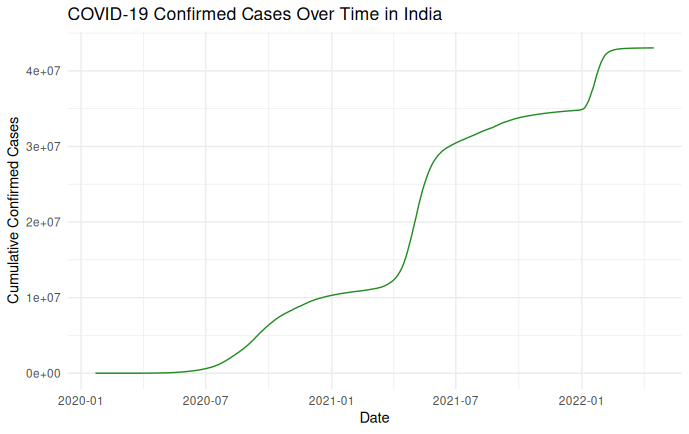 COVID-19 Confirmed Cases Over Time in India
Cumulative Confirmed Cases
4e+07
3e+07
2e+07
1e+07
0e+00
2020-01 2020-07 2021-01 2021-07 2022-01
Date